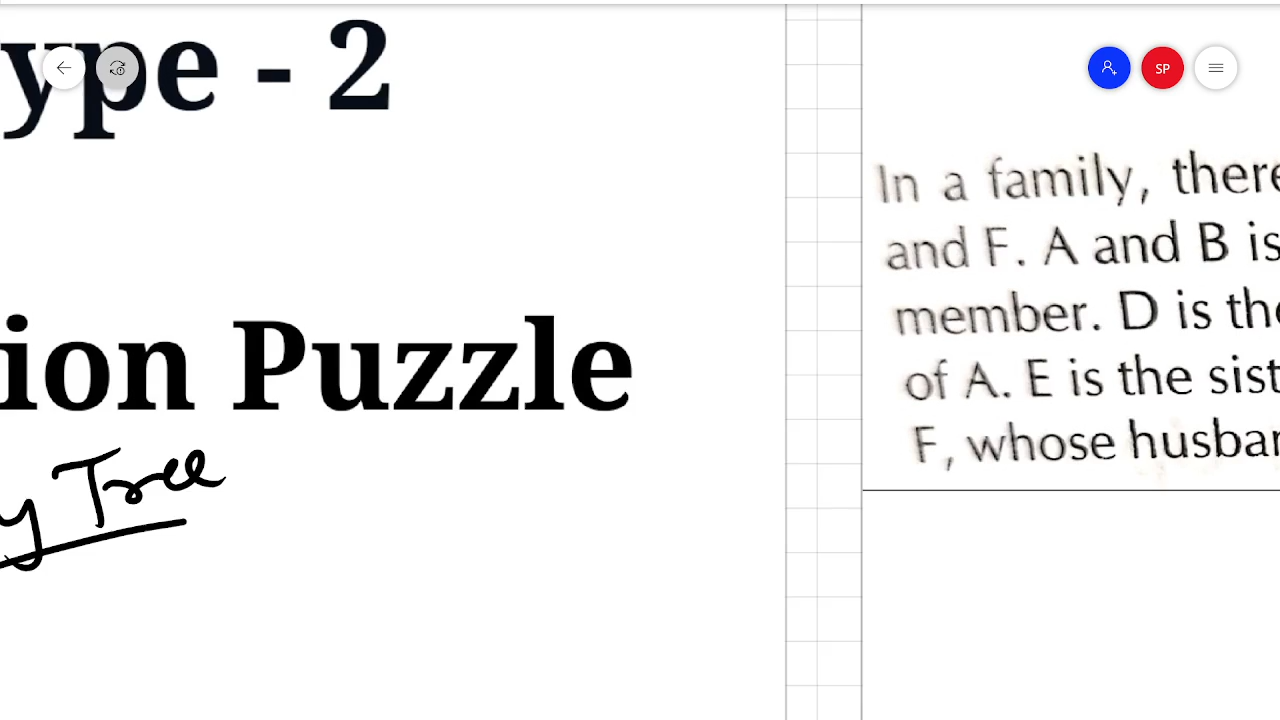 ype - 2
ion Puzzle
y Tree
SP
In a family, there
and F. A and B is
member. D is the
of A. E is the sist
F, whose husban